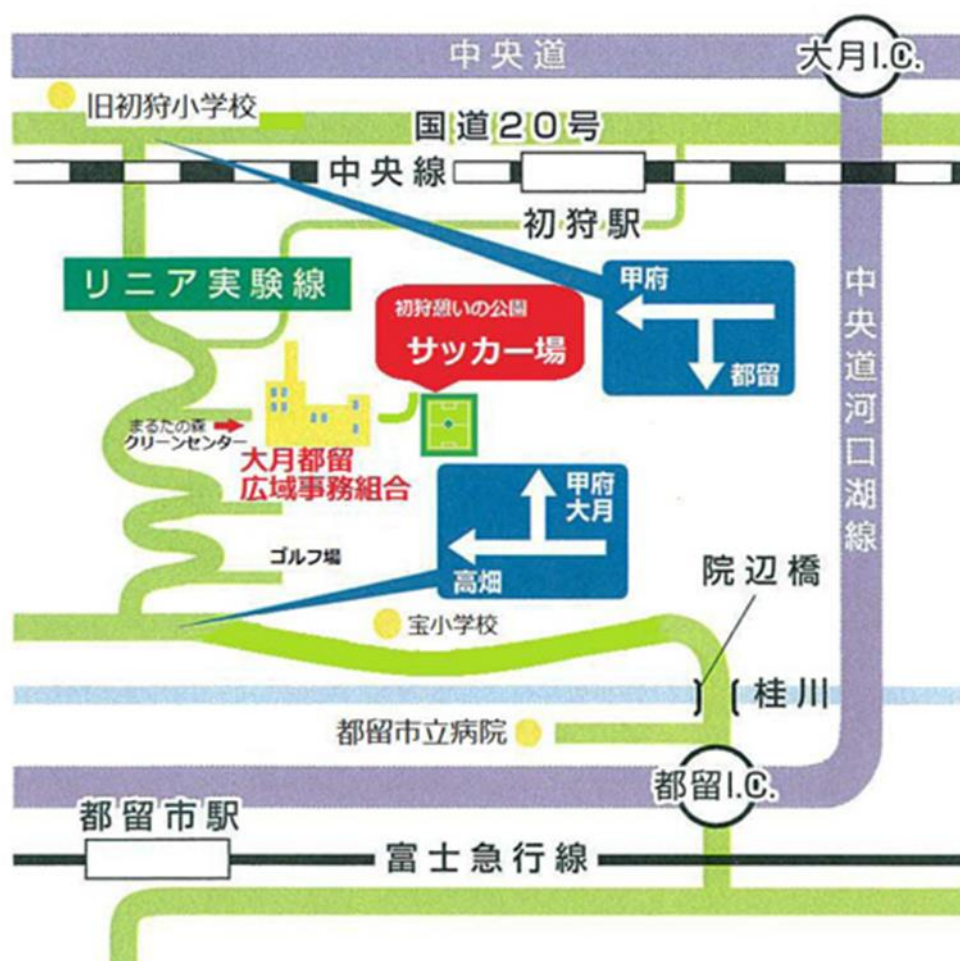 中央道
大月I.C.
旧初狩小学校
国道20号
中央線
初狩駅
リニア実験線
甲府
都留
初狩憩いの公園
サッカー場
中央道河口湖線
まるたの森
クリーンセンター
大月都留
広域事務組合
甲府
大月
高畑
ゴルフ場
院辺橋
宝小学校
桂川
都留市立病院
都留I.C.
都留市駅
富士急行線